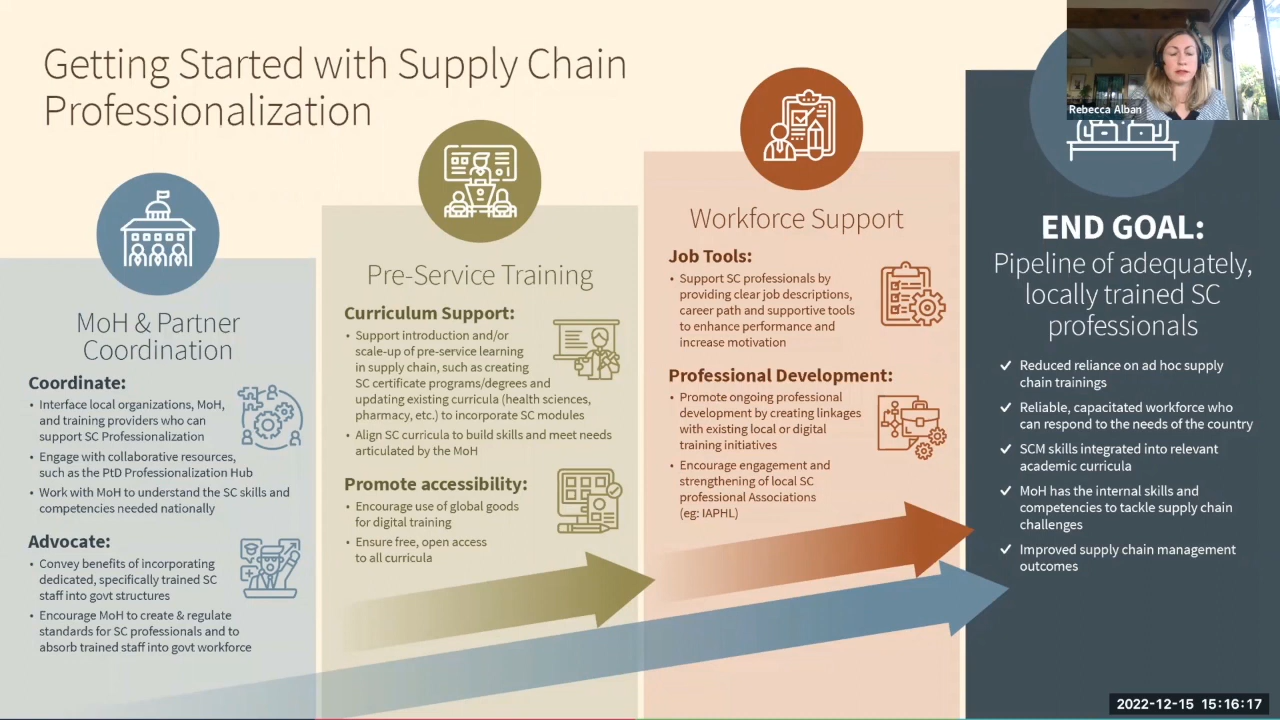 Getting Started with Supply Chain
Professionalization
MoH & Partner
Coordination
Coordinate:
• Interface local organizations, MoH,
and training providers who can
support SC Professionalization
• Engage with collaborative resources,
such as the PtD Professionalization Hub
• Work with MoH to understand the SC skills and
competencies needed nationally
Advocate:
• Convey benefits of incorporating
dedicated, specifically trained SC
staff into govt structures
• Encourage MoH to create & regulate
standards for SC professionals and to
absorb trained staff into govt workforce
Pre-Service Training
Curriculum Support:
• Support introduction and/or
scale-up of pre-service learning
in supply chain, such as creating
SC certificate programs/degrees and
updating existing curricula (health sciences,
pharmacy, etc.) to incorporate SC modules
• Align SC curricula to build skills and meet needs
articulated by the MoH
Promote accessibility:
• Encourage use of global goods
for digital training
• Ensure free, open access
to all curricula
Workforce Support
Job Tools:
• Support SC professionals by
providing clear job descriptions,
career path and supportive tools
to enhance performance and
increase motivation
Professional Development:
• Promote ongoing professional
development by creating linkages
with existing local or digital
training initiatives
• Encourage engagement and
strengthening of local SC
professional Associations
(eg: IAPHL)
Rebecca Alban
END GOAL:
Pipeline of adequately,
locally trained SC
professionals
✓ Reduced reliance on ad hoc supply
chain trainings
✓ Reliable, capacitated workforce who
can respond to the needs of the country
✓ SCM skills integrated into relevant
academic curricula
✓ MoH has the internal skills and
competencies to tackle supply chain
challenges
✓ Improved supply chain management
outcomes
2022-12-15 15:16:17